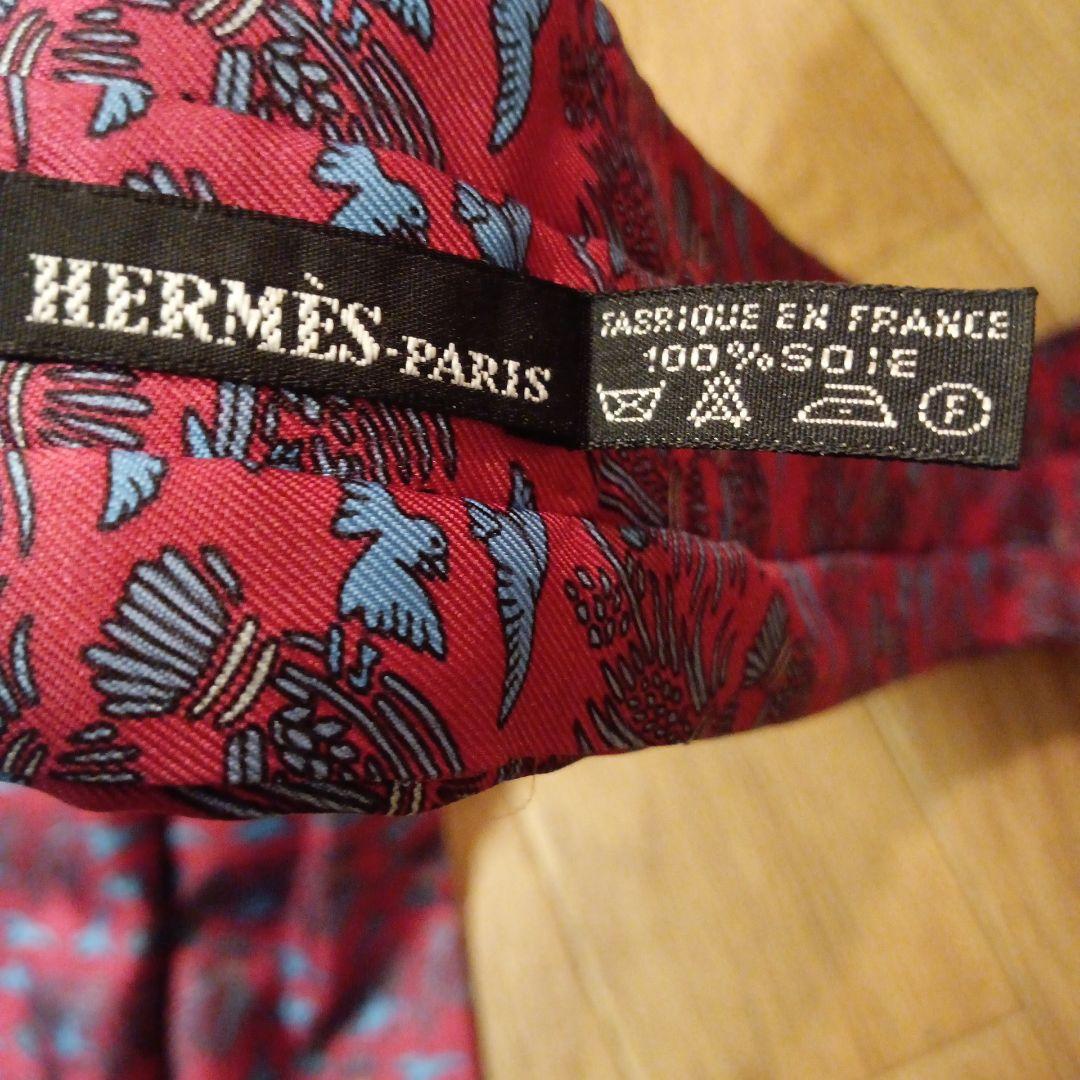 HERMÈS-PARIS
FABRIQUE EN FRANCE
100% SOIE
F